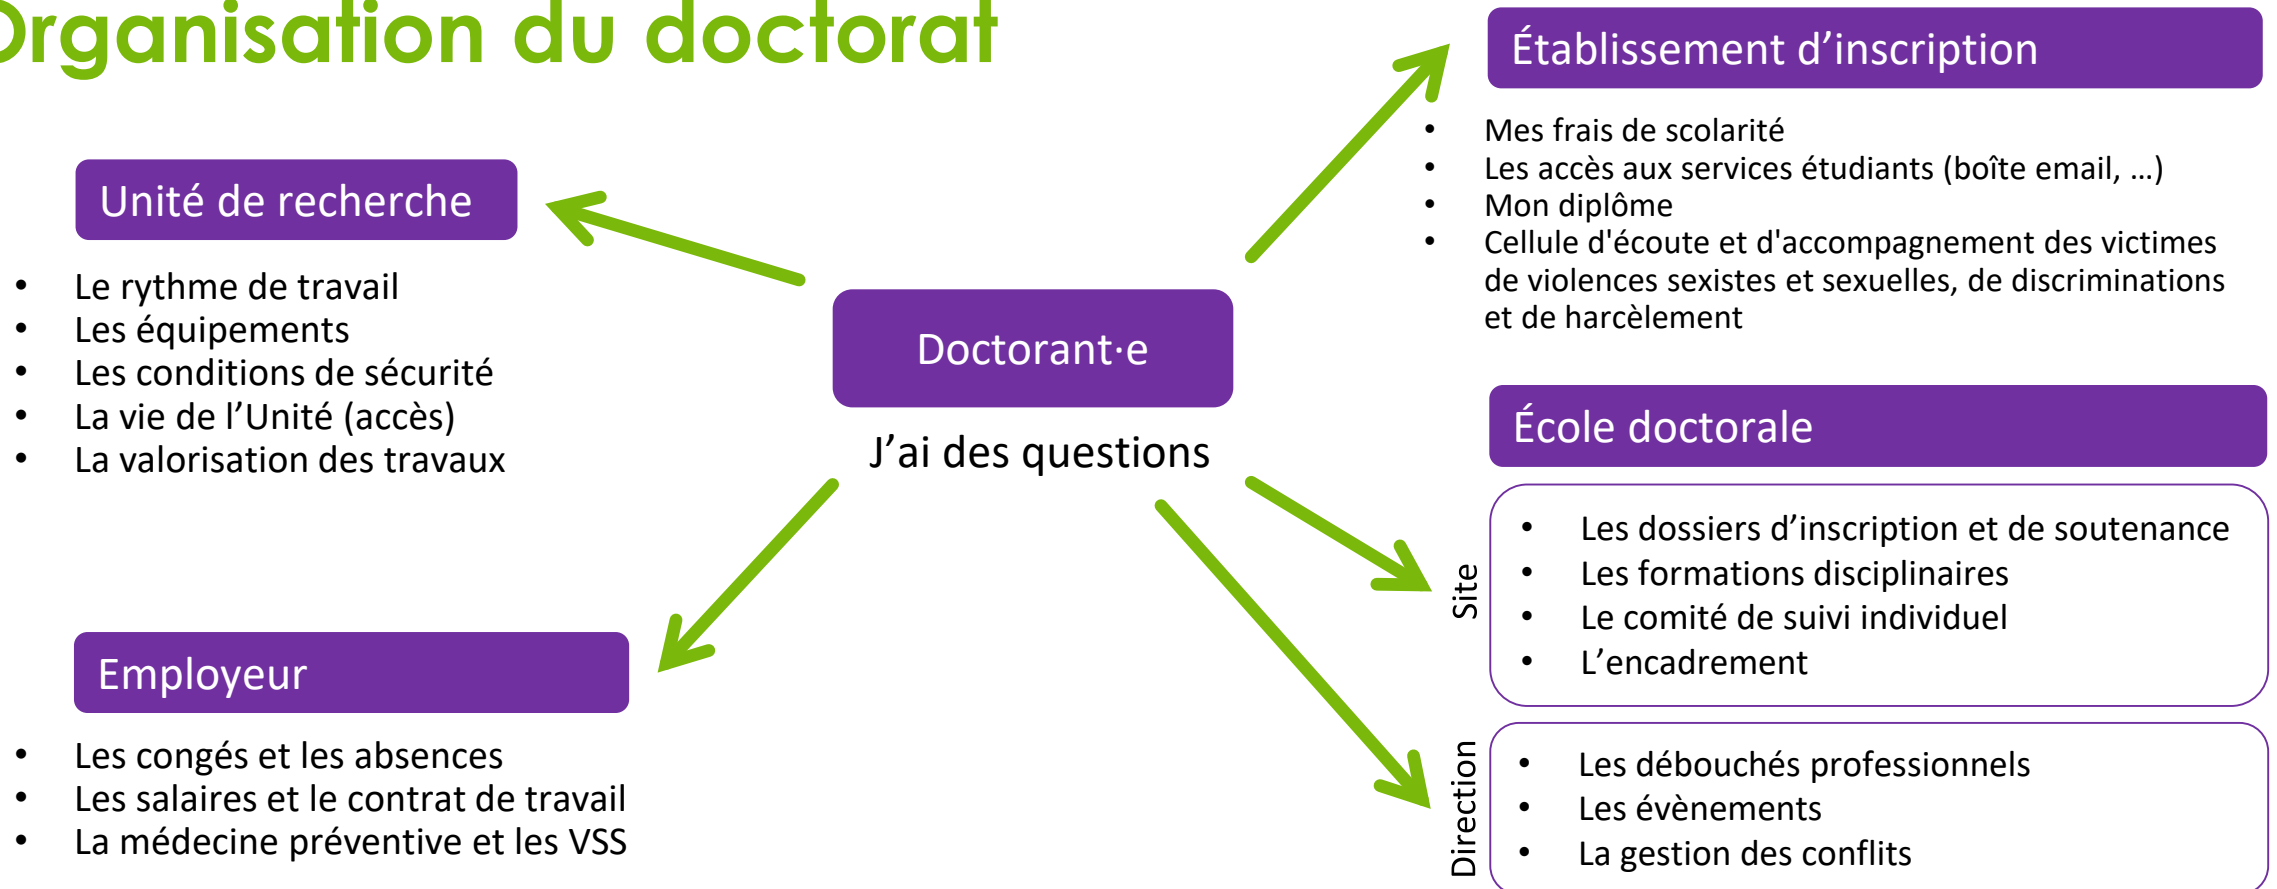 Organisation du doctorat
Unité de recherche
• Le rythme de travail
• Les équipements
• Les conditions de sécurité
• La vie de l’Unité (accès)
• La valorisation des travaux
Employeur
• Les congés et les absences
• Les salaires et le contrat de travail
• La médecine préventive et les VSS
Doctorant·e
J’ai des questions
Établissement d’inscription
• Mes frais de scolarité
• Les accès aux services étudiants (boîte email, …)
• Mon diplôme
• Cellule d'écoute et d'accompagnement des victimes
de violences sexistes et sexuelles, de discriminations
et de harcèlement
École doctorale
Site
• Les dossiers d’inscription et de soutenance
• Les formations disciplinaires
• Le comité de suivi individuel
• L’encadrement
Direction
• Les débouchés professionnels
• Les évènements
• La gestion des conflits